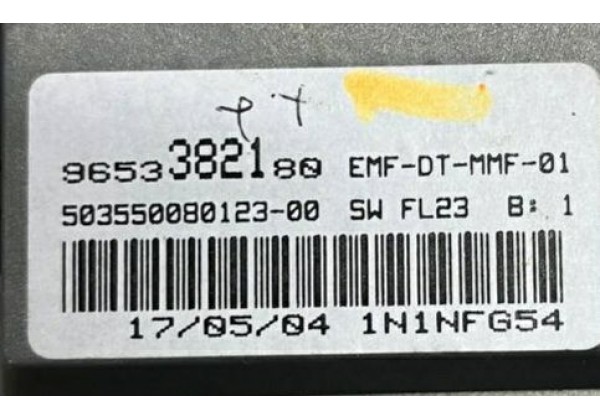 9653382180 EMF-DT-MMF-01
503550080123-00 SW FL23 B: 1
17/05/04 1N1NFG54